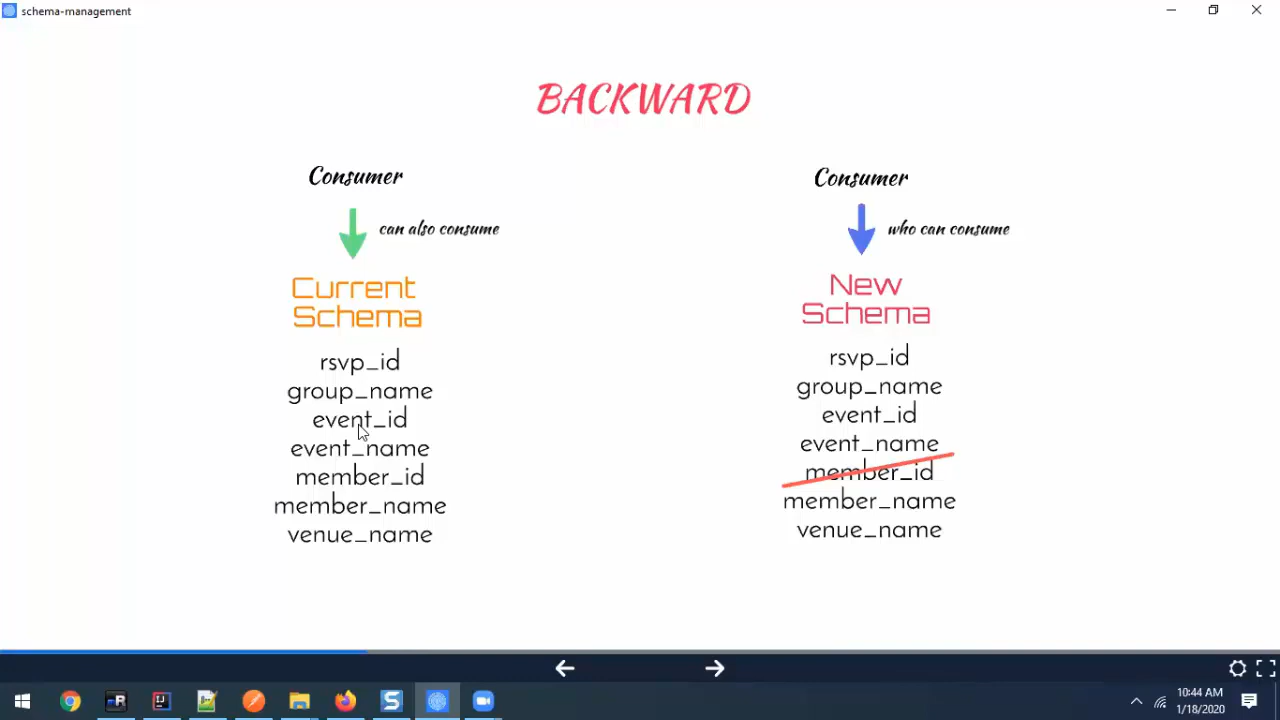 schema-management
BACKWARD
Consumer
can also consume
Current
Schema
rsvp_id
group_name
event_id
event_name
member_id
member_name
venue_name
Consumer
who can consume
New
Schema
rsvp_id
group_name
event_id
event_name
member_id
member_name
venue_name
10:44 AM
1/18/2020